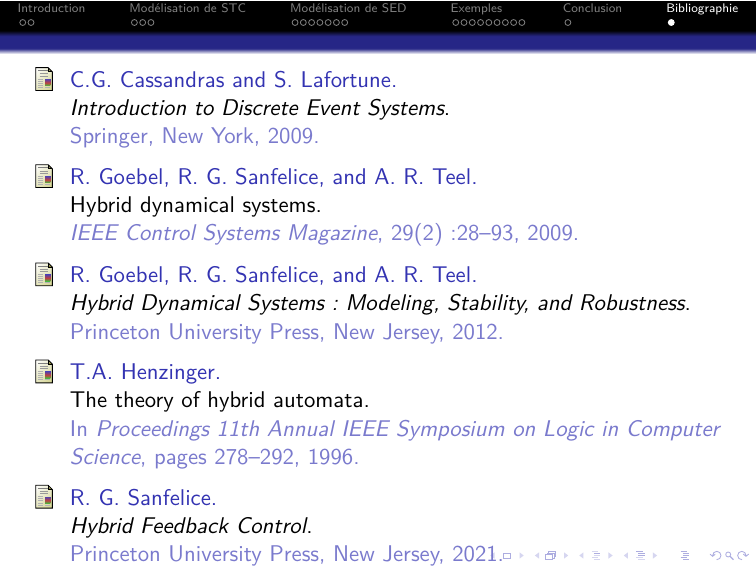 Introduction Modélisation de STC Modélisation de SED Exemples Conclusion Bibliographie
C.G. Cassandras and S. Lafortune.
Introduction to Discrete Event Systems.
Springer, New York, 2009.
R. Goebel, R. G. Sanfelice, and A. R. Teel.
Hybrid dynamical systems.
IEEE Control Systems Magazine, 29(2) :28–93, 2009.
R. Goebel, R. G. Sanfelice, and A. R. Teel.
Hybrid Dynamical Systems : Modeling, Stability, and Robustness.
Princeton University Press, New Jersey, 2012.
T.A. Henzinger.
The theory of hybrid automata.
In Proceedings 11th Annual IEEE Symposium on Logic in Computer
Science, pages 278–292, 1996.
R. G. Sanfelice.
Hybrid Feedback Control.
Princeton University Press, New Jersey, 2021.